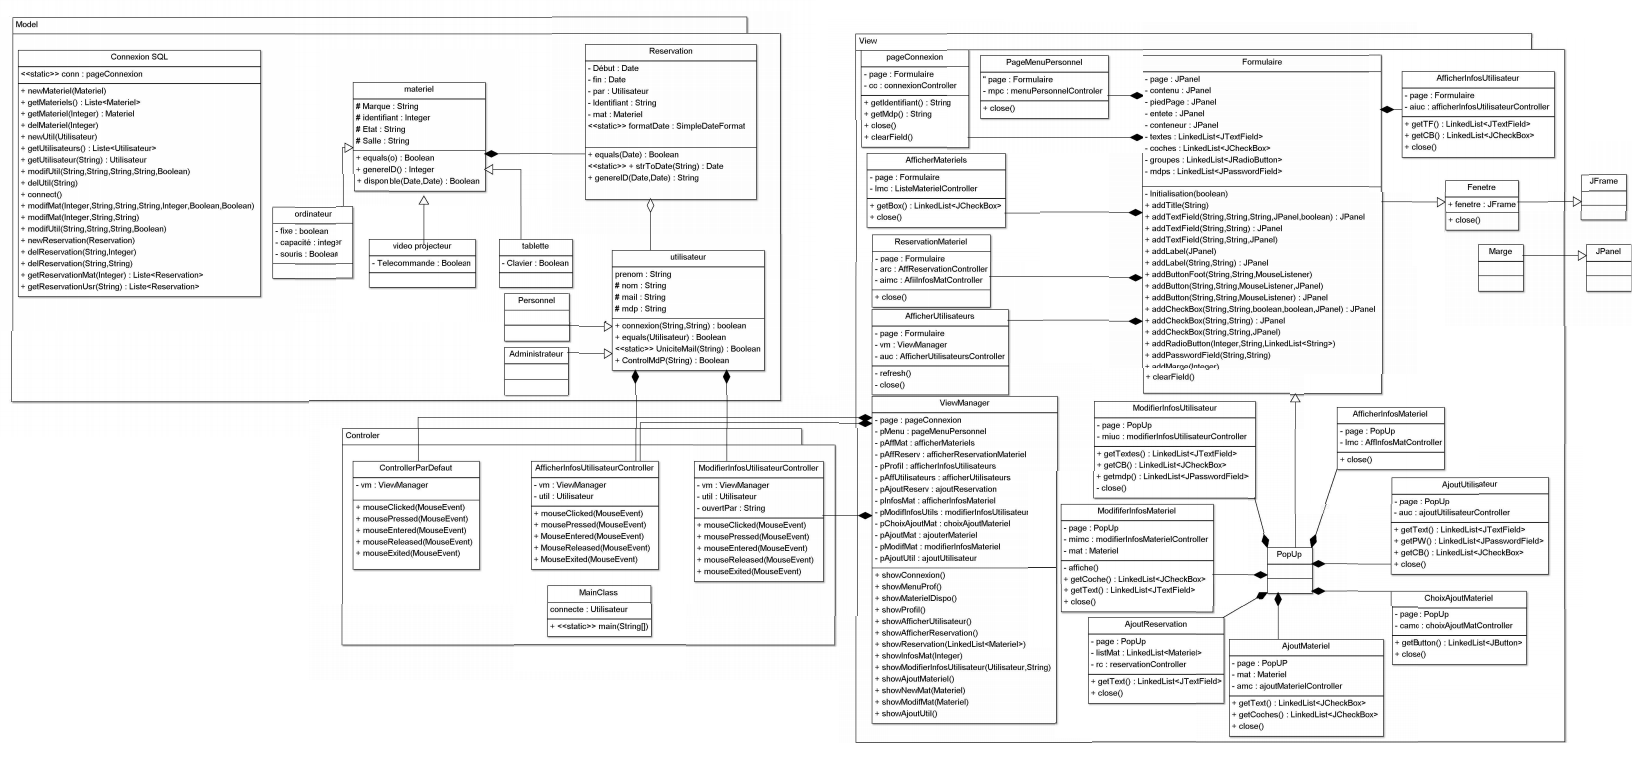 Model
Connexion SQL
<<static>> conn : pageConnexion
+ newMateriel(Materiel)
+ getMateriels() : Liste<Materiel>
+ getMateriel(Integer) : Materiel
+ delMateriel(Integer)
+ newUtil(Utilisateur)
+ getUtilisateurs() : Liste<Utilisateur>
+ getUtilisateur(String) : Utilisateur
+ modifUtil(String,String,String,String,Boolean)
+ delUtil(String)
+ connect()
+ modifMat(Integer,String,String,String,Integer,Boolean,Boolean)
+ modifMat(Integer,String,String)
+ modifUtil(String,String,String,Boolean)
+ newReservation(Reservation)
+ delReservation(String,Integer)
+ delReservation(String,String)
+ getReservationMat(Integer) : Liste<Reservation>
+ getReservationUsr(String) : Liste<Reservation>
materiel
# Marque : String
# identifiant : Integer
# Etat : String
# Salle : String
+ equals(o) : Boolean
+ genereID() : Integer
+ disponble(Date,Date) : Boolean
Reservation
- Début : Date
- fin : Date
- par : Utilisateur
- Identifiant : String
- mat : Materiel
<<static>> formatDate : SimpleDateFormat
+ equals(Date) : Boolean
<<static>> + strToDate(String) : Date
+ genereID(Date,Date) : String
ordinateur
- fixe : boolean
- capacité : integer
- souris : Boolean
video projecteur
- Telecommande : Boolean
tablette
- Clavier : Boolean
utilisateur
prenom : String
# nom : String
# mail : String
# mdp : String
+ connexion(String,String) : boolean
+ equals(Utilisateur) : Boolean
<<static>> UniciteMail(String) : Boolean
+ ControlMdP(String) : Boolean
Personnel
Administrateur
Controler
ControllerParDefaut
- vm : ViewManager
+ mouseClicked(MouseEvent)
+ mousePressed(MouseEvent)
+ mouseEntered(MouseEvent)
+ mouseReleased(MouseEvent)
+ mouseExited(MouseEvent)
AfficherInfosUtilisateurController
- vm : ViewManager
- util : Utilisateur
+ mouseClicked(MouseEvent)
+ mousePressed(MouseEvent)
+ MouseEntered(MouseEvent)
+ MouseReleased(MouseEvent)
+ MouseExited(MouseEvent)
ModifierInfosUtilisateurController
- vm : ViewManager
- util : Utilisateur
- ouvertPar : String
+ mouseClicked(MouseEvent)
+ mousePressed(MouseEvent)
+ mouseEntered(MouseEvent)
+ mouseReleased(MouseEvent)
+ mouseExited(MouseEvent)
MainClass
connecte : Utilisateur
+ <<static>> main(String[])
View
pageConnexion
- page : Formulaire
- co : connexionController
+ getIdentifiant() : String
+ getMdp() : String
+ close()
+ clearField()
PageMenuPersonnel
" page : Formulaire
- mpc : menuPersonnelControler
+ close()
Formulaire
- page : JPanel
- contenu : JPanel
- piedPage : JPanel
- entete : JPanel
- conteneur : JPanel
- textes : LinkedList<JTextField>
- coches : LinkedList<JCheckBox>
- groupes : LinkedList<JRadioButton>
- mdps : LinkedList<JPasswordField>
- Initialisation(boolean)
+ addTitle(String)
+ addTextField(String,String,String,JPanel,boolean) : JPanel
+ addTextField(String,String) : JPanel
+ addTextField(String,String,JPanel)
+ addLabel(JPanel)
+ addLabel(String,String) : JPanel
+ addButtonFoot(String,String,MouseListener)
+ addButton(String,String,MouseListener,JPanel)
+ addButton(String,String,MouseListener) : JPanel
+ addCheckBox(String,String,boolean,boolean,JPanel) : JPanel
+ addCheckBox(String,String) : JPanel
+ addCheckBox(String,String,JPanel)
+ addRadioButton(Integer,String,LinkedList<String>)
+ addPasswordField(String,String)
+ addMarge(Integer)
+ clearField()
AfficherInfosUtilisateur
- page : Formulaire
- aiuc : afficherInfosUtilisateurController
+ getTF() : LinkedList<JTextField>
+ getCB() : LinkedList<JCheckBox>
+ close()
AfficherMateriels
- page : Formulaire
- lmc : ListeMaterielController
+ getBox() : LinkedList<JCheckBox>
+ close()
Fenetre
+ fenetre : JFrame
+ close()
JFrame
Marge
JPanel
ReservationMateriel
- page : Formulaire
- arc : AffReservationController
- aimc : AfiiInfosMatController
+ close()
AfficherUtilisateurs
- page : Formulaire
- vm : ViewManager
- auc : AfficherUtilisateursController
- refresh()
- close()
ViewManager
- page : pageConnexion
- pMenu : pageMenuPersonnel
- pAffMat : afficherMateriels
- pAffReserv : afficherReservationMateriel
- pProfil : afficherInfosUtilisateurs
- pAffUtilisateurs : afficherUtilisateurs
- pAjoutReserv : ajoutReservation
- pInfosMat : afficherInfosMateriel
- pModifInfosUtils : modifierInfosUtilisateur
- pChoixAjoutMat : choixAjoutMateriel
- pAjoutMat : ajouterMateriel
- pModifMat : modifierInfosMateriel
- pAjoutUtil : ajoutUtilisateur
+ showConnexion()
+ showMenuProf()
+ showMaterielDispo()
+ showProfil()
+ showAfficherUtilisateur()
+ showAfficherReservation()
+ showReservation(LinkedList<Materiel>)
+ showInfosMat(Integer)
+ showModifierInfosUtilisateur(Utilisateur,String)
+ showAjoutMateriel()
+ showNewMat(Materiel)
+ showModifMat(Materiel)
+ showAjoutUtil()
ModifierInfosUtilisateur
- page : PopUp
- miuc : modifierInfosUtilisateurController
+ getTextes() : LinkedList<JTextField>
+ getCB() : LinkedList<JCheckBox>
+ getmdp() : LinkedList<JPasswordField>
- close()
AfficherInfosMateriel
- page : PopUp
- lmc : AffInfosMatController
+ close()
AjoutUtilisateur
- page : PopUp
- auc : ajoutUtilisateurController
+ getText() : LinkedList<JTextField>
+ getPW() : LinkedList<JPasswordField>
+ getCB() : LinkedList<JCheckBox>
+ close()
ModififerInfosMateriel
- page : PopUp
- mimc : modifierInfosMaterielController
- mat : Materiel
- affiche()
+ getCoche() : LinkedList<JCheckBox>
+ getText() : LinkedList<JTextField>
+ close()
PopUp
ChoixAjoutMateriel
- page : PopUp
- camc : choixAjoutMatController
+ getButton() : LinkedList<JButton>
+ close()
AjoutReservation
- page : PopUp
- listMat : LinkedList<Materiel>
- rc : reservationController
+ getText() : LinkedList<JTextField>
+ close()
AjoutMateriel
- page : PopUP
- mat : Materiel
- amc : ajoutMaterielController
+ getText() : LinkedList<JCheckBox>
+ getCoches() : LinkedList<JCheckBox>
+ close()